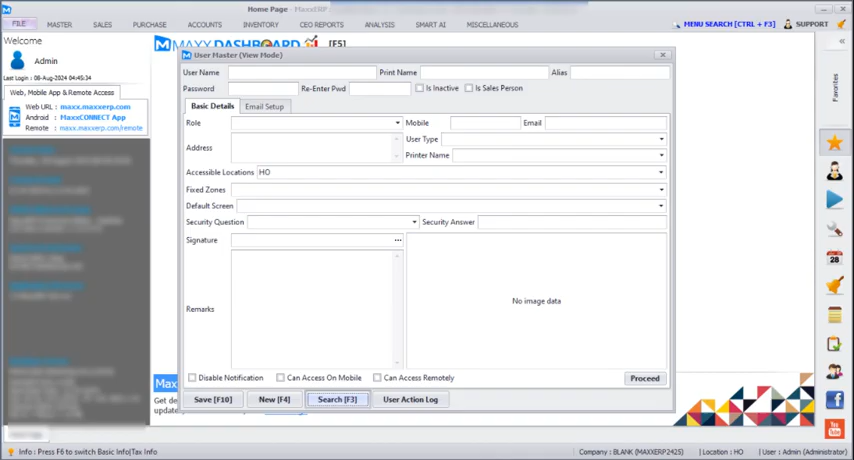 Home Page - MaxxERP
FILE MASTER SALES PURCHASE ACCOUNTS INVENTORY CEO REPORTS ANALYSIS SMART AI MISCELLANEOUS MENU SEARCH [CTRL + F3] SUPPORT
Welcome
Admin
Last Login : 08-Aug-2024 04:45:34
Web, Mobile App & Remote Access
Web URL : maxx.maxxerp.com
Android : MaxxCONNECT App
Remote : maxx.maxxerp.com/remote
MAXX DASHBOARD [F5]
User Master (View Mode)
User Name Print Name Alias
Password Re-Enter Pwd Is Inactive Is Sales Person
Basic Details Email Setup
Role Mobile Email
Address User Type
Printer Name
Accessible Locations HO
Fixed Zones
Default Screen
Security Question Security Answer
Signature
Remarks No image data
Disable Notification Can Access On Mobile Can Access Remotely Proceed
Save [F10] New [F4] Search [F3] User Action Log
Favorites
28
You
Info : Press F6 to switch Basic Info|Tax Info Company : BLANK (MAXXERP2425) Location : HO User : Admin (Administrator)